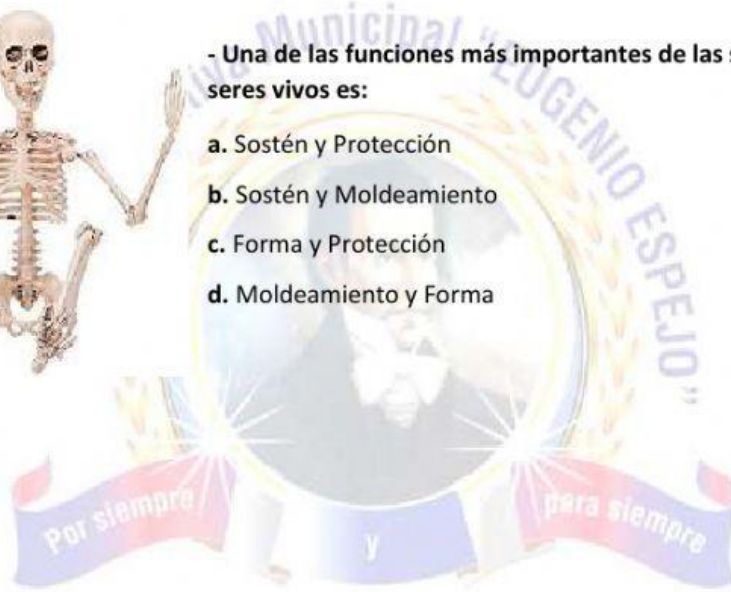 iva Municipal "EUGENIO ESPEJO"
- Una de las funciones más importantes de las s
seres vivos es:
a. Sostén y Protección
b. Sostén y Moldeamiento
c. Forma y Protección
d. Moldeamiento y Forma
Por siempre y para siempre